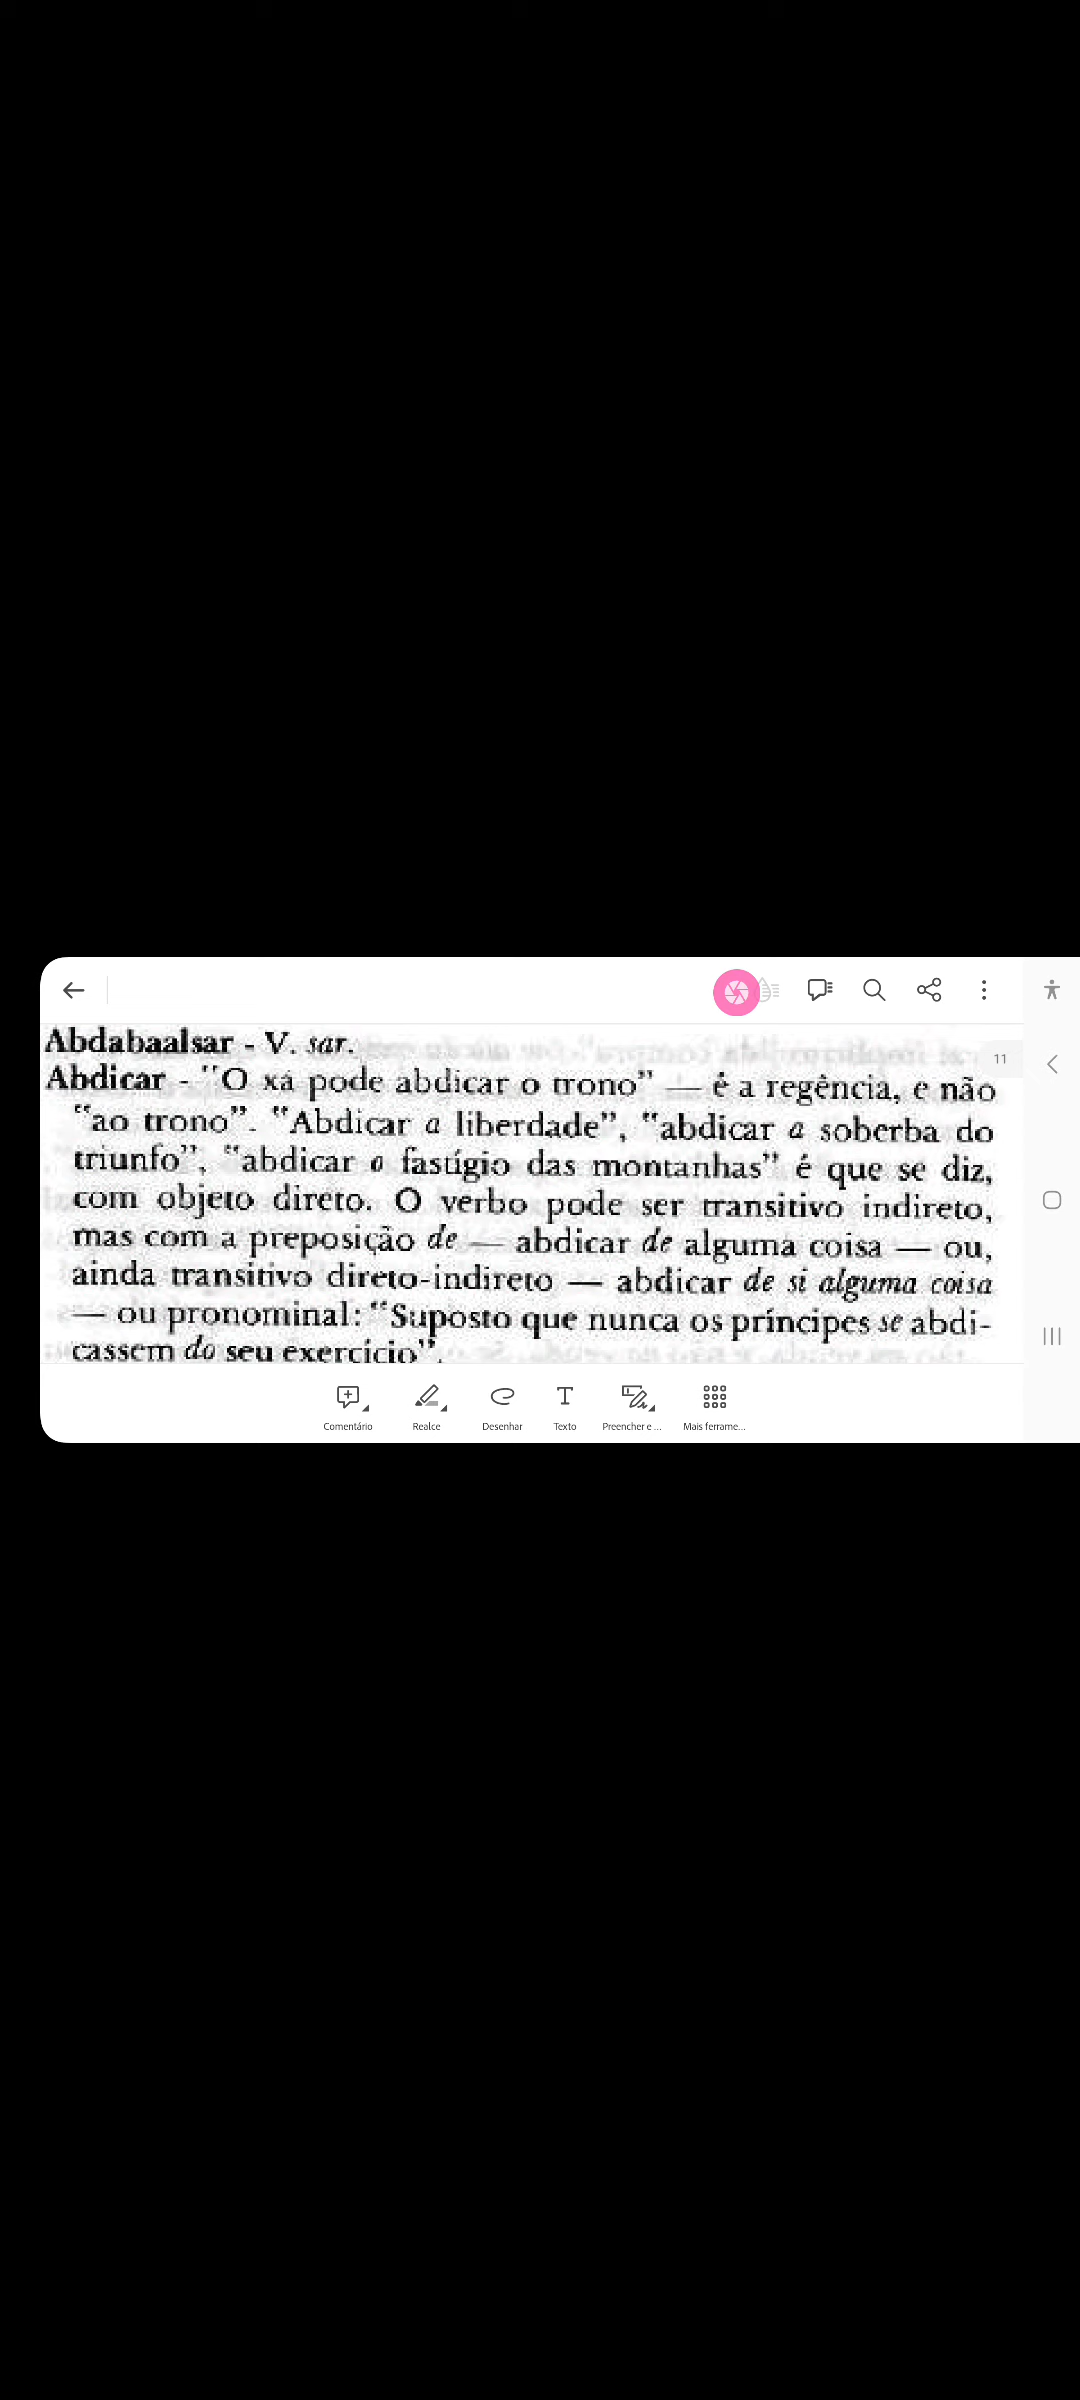 11
Abdabaalsar - V. sar.
Abdicar - "O xá pode abdicar o trono" — é a regência, e não
"ao trono". "Abdicar a liberdade", "abdicar a soberba do
triunfo", "abdicar o fastígio das montanhas" é que se diz,
com objeto direto. O verbo pode ser transitivo indireto,
mas com a preposição de — abdicar de alguma coisa — ou,
ainda transitivo direto-indireto — abdicar de si alguma coisa
— ou pronominal: "Suposto que nunca os príncipes se abdi-
cassem do seu exercício".
Comentário Realce Desenhar Texto Preencher e ... Mais ferrame...